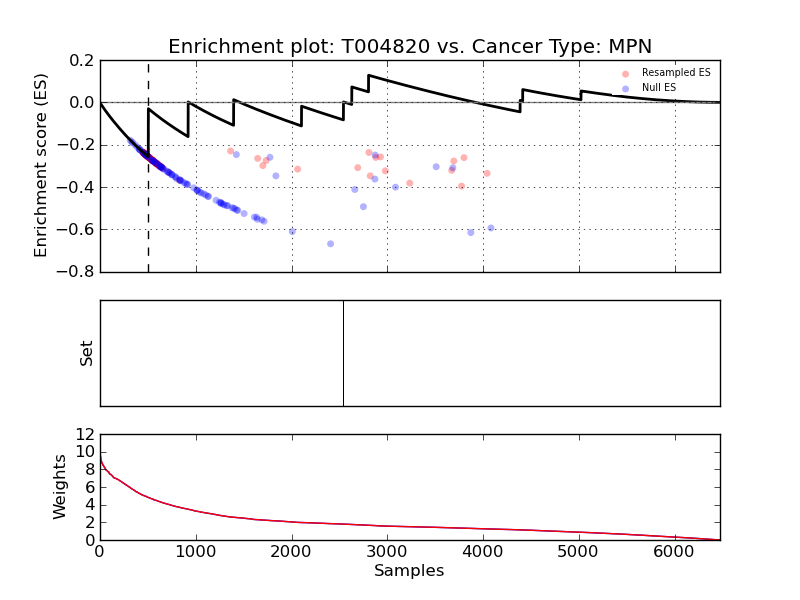 Enrichment plot: T004820 vs. Cancer Type: MPN
Enrichment score (ES)
0.2
0.0
−0.2
−0.4
−0.6
−0.8
Resampled ES
Null ES
Set
Weights
12
10
8
6
4
2
0
0 1000 2000 3000 4000 5000 6000
Samples